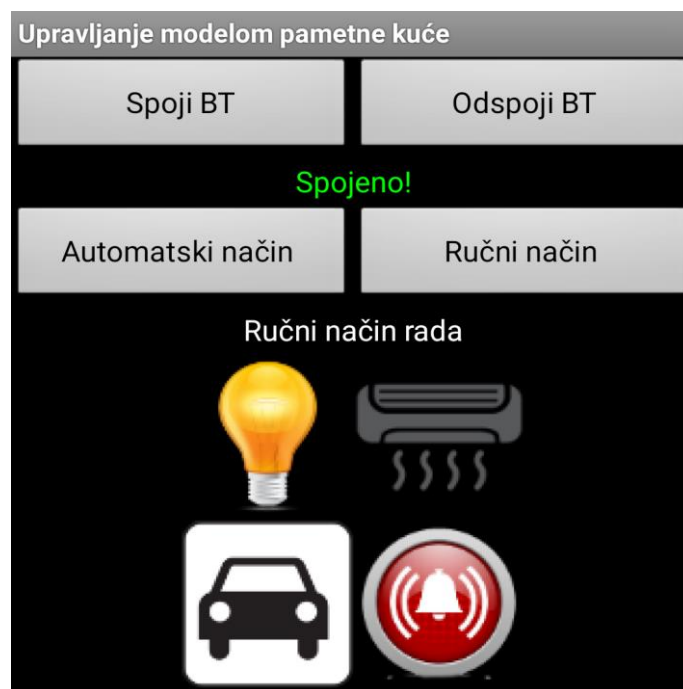 Upravljanje modelom pametne kuće
Spoji BT
Odspoji BT
Spojeno!
Automatski način
Ručni način
Ručni način rada